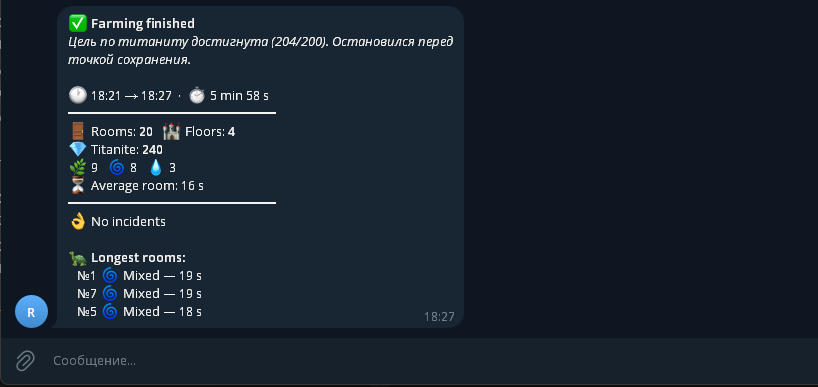 ✅ Farming finished
Цель по титаниту достигнута (204/200). Остановился перед
точкой сохранения.
🕐 18:21 → 18:27 · ⏱ 5 min 58 s
🚪 Rooms: 20 🏰 Floors: 4
💎 Titanite: 240
🌿 9 🌀 8 💧 3
⏳ Average room: 16 s
👌 No incidents
🐢 Longest rooms:
№1 🌀 Mixed — 19 s
№7 🌀 Mixed — 19 s
№5 🌀 Mixed — 18 s
R
18:27
Сообщение...